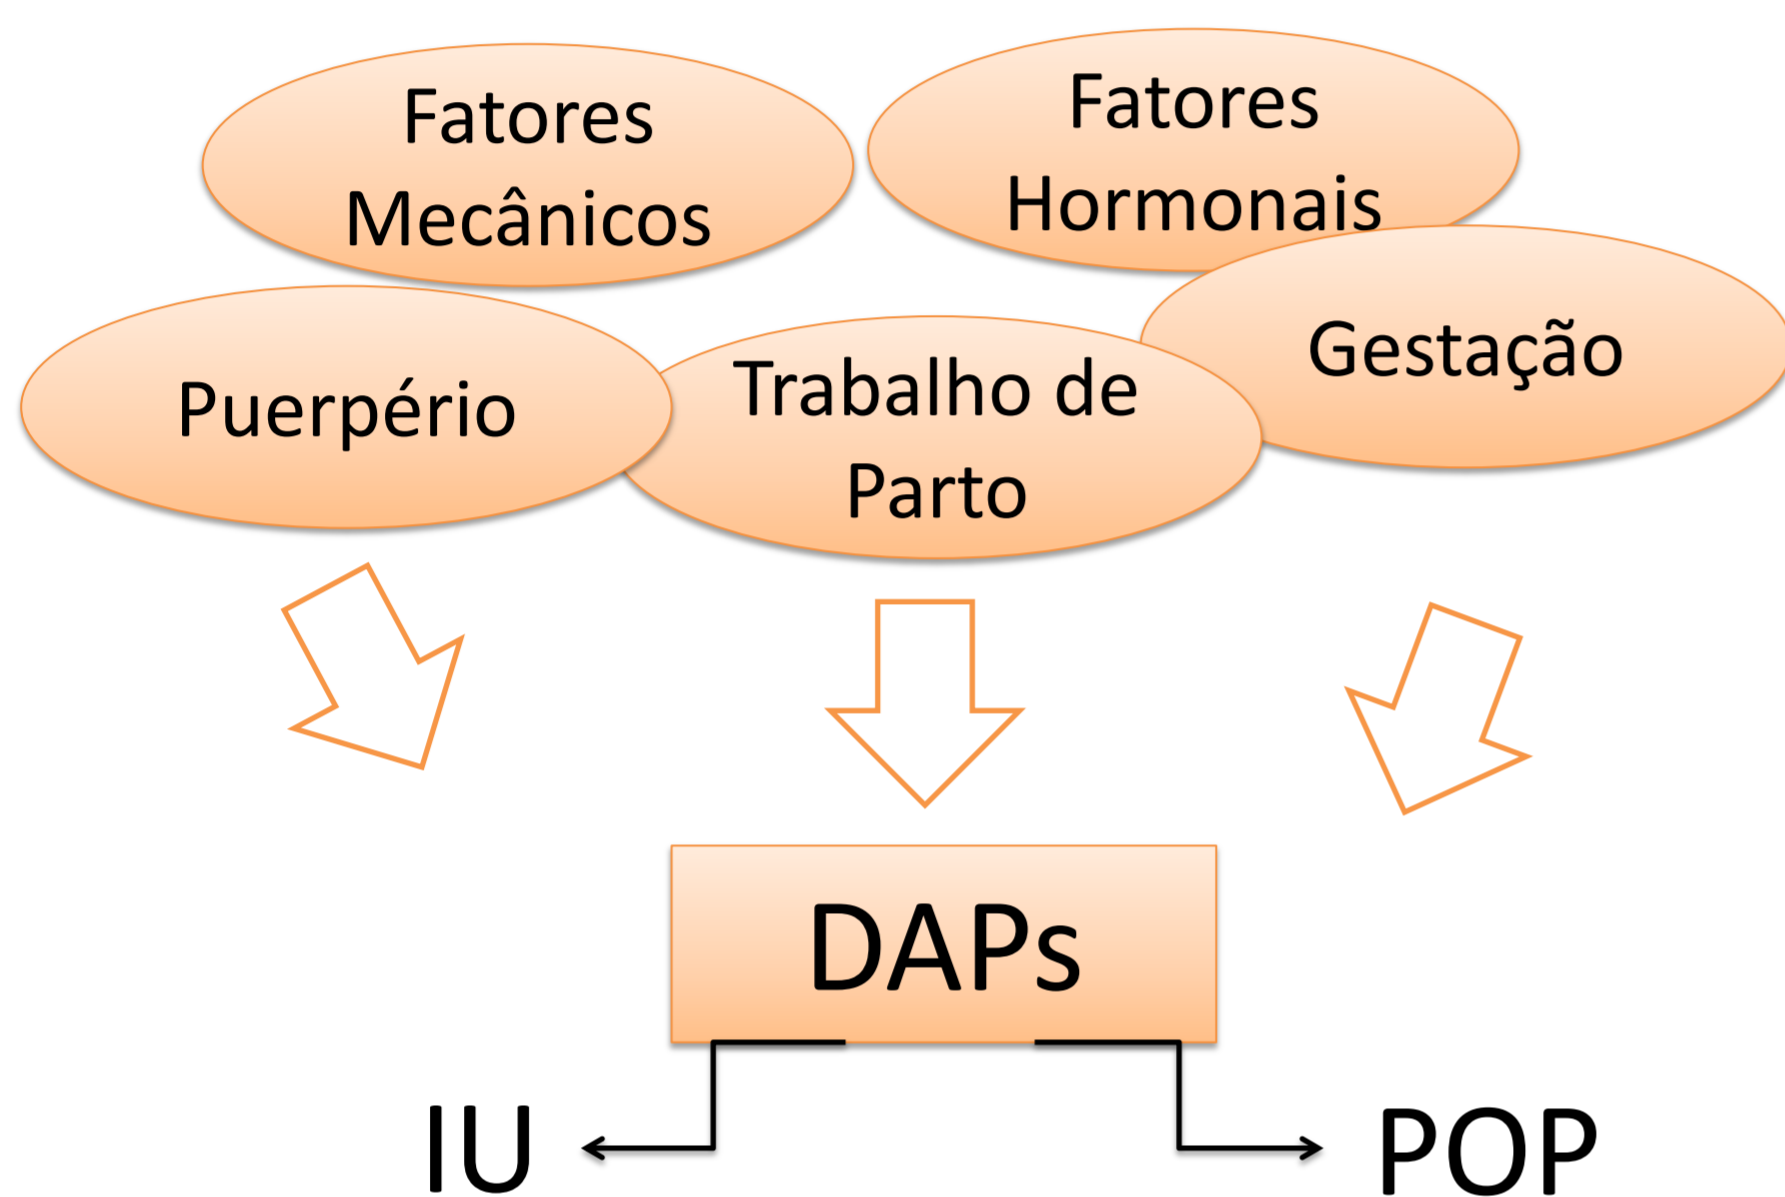 Fatores
Mecânicos
Fatores
Hormonais
Puerpério
Trabalho de
Parto
Gestação
DAPs
IU
POP